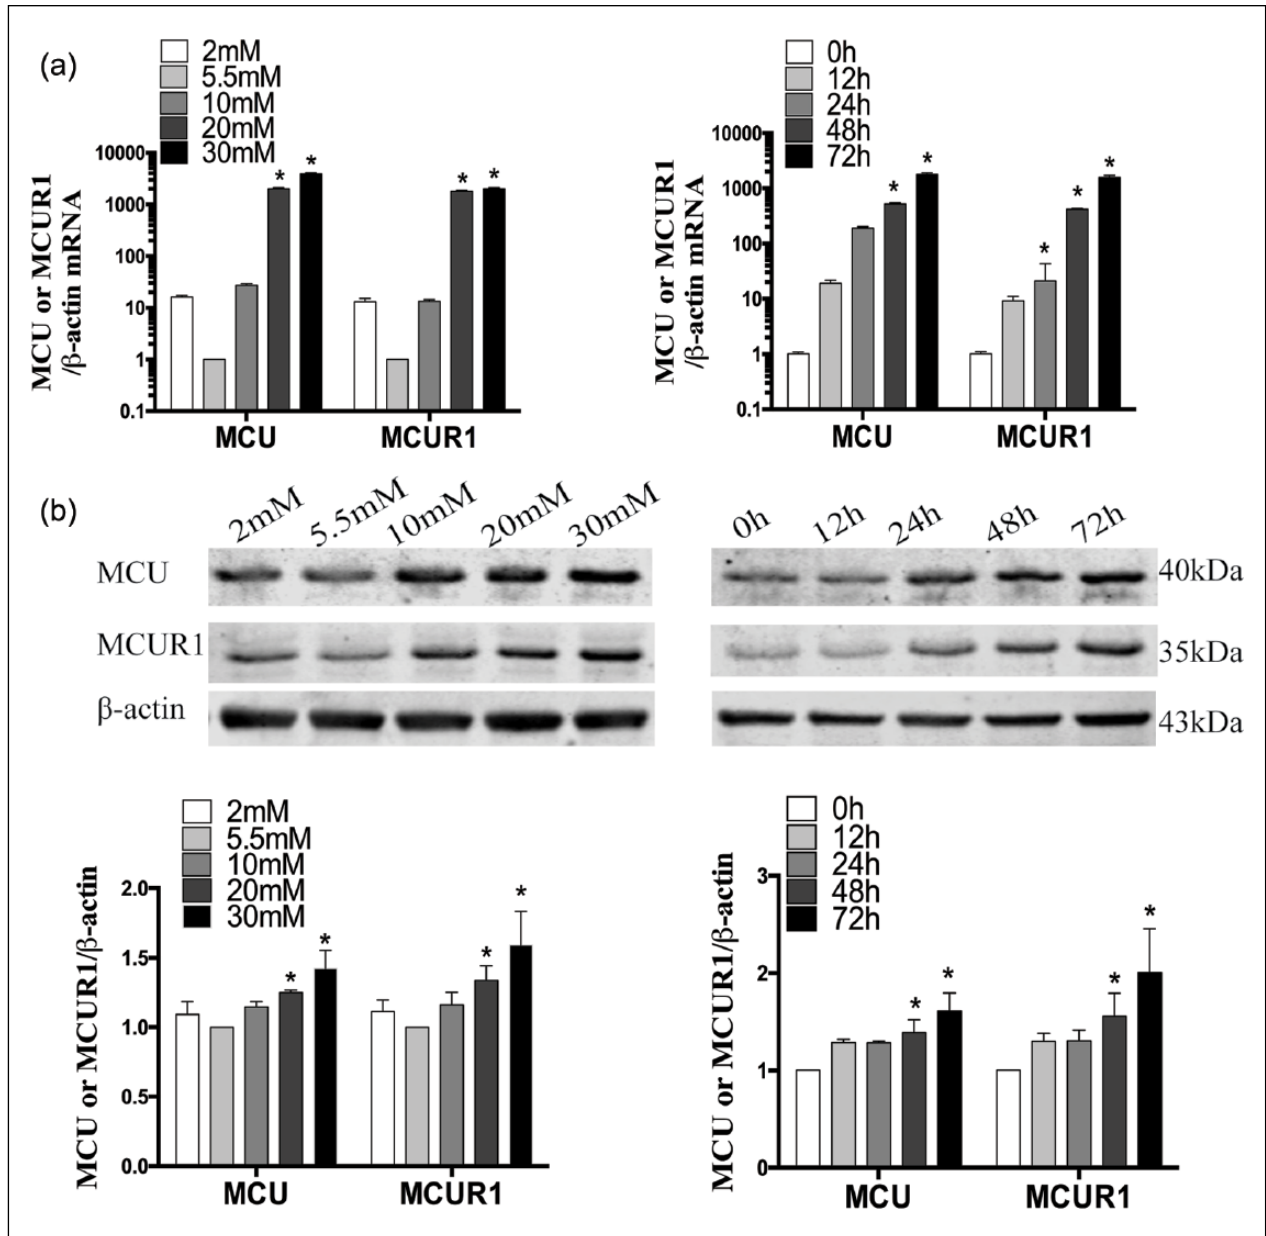 (a)
2mM
5.5mM
10mM
20mM
30mM
MCU or MCUR1
/β-actin mRNA
10000
1000
100
10
1
0.1
* * * *
MCU MCUR1
0h
12h
24h
48h
72h
MCU or MCUR1
/β-actin mRNA
10000
1000
100
10
1
0.1
* * * * *
MCU MCUR1
(b)
2mM 5.5mM 10mM 20mM 30mM 0h 12h 24h 48h 72h
MCU 40kDa
MCUR1 35kDa
β-actin 43kDa
2mM
5.5mM
10mM
20mM
30mM
MCU or MCUR1/β-actin
2.0
1.5
1.0
0.5
0.0
* * * *
MCU MCUR1
0h
12h
24h
48h
72h
MCU or MCUR1/β-actin
3
2
1
0
* * * *
MCU MCUR1